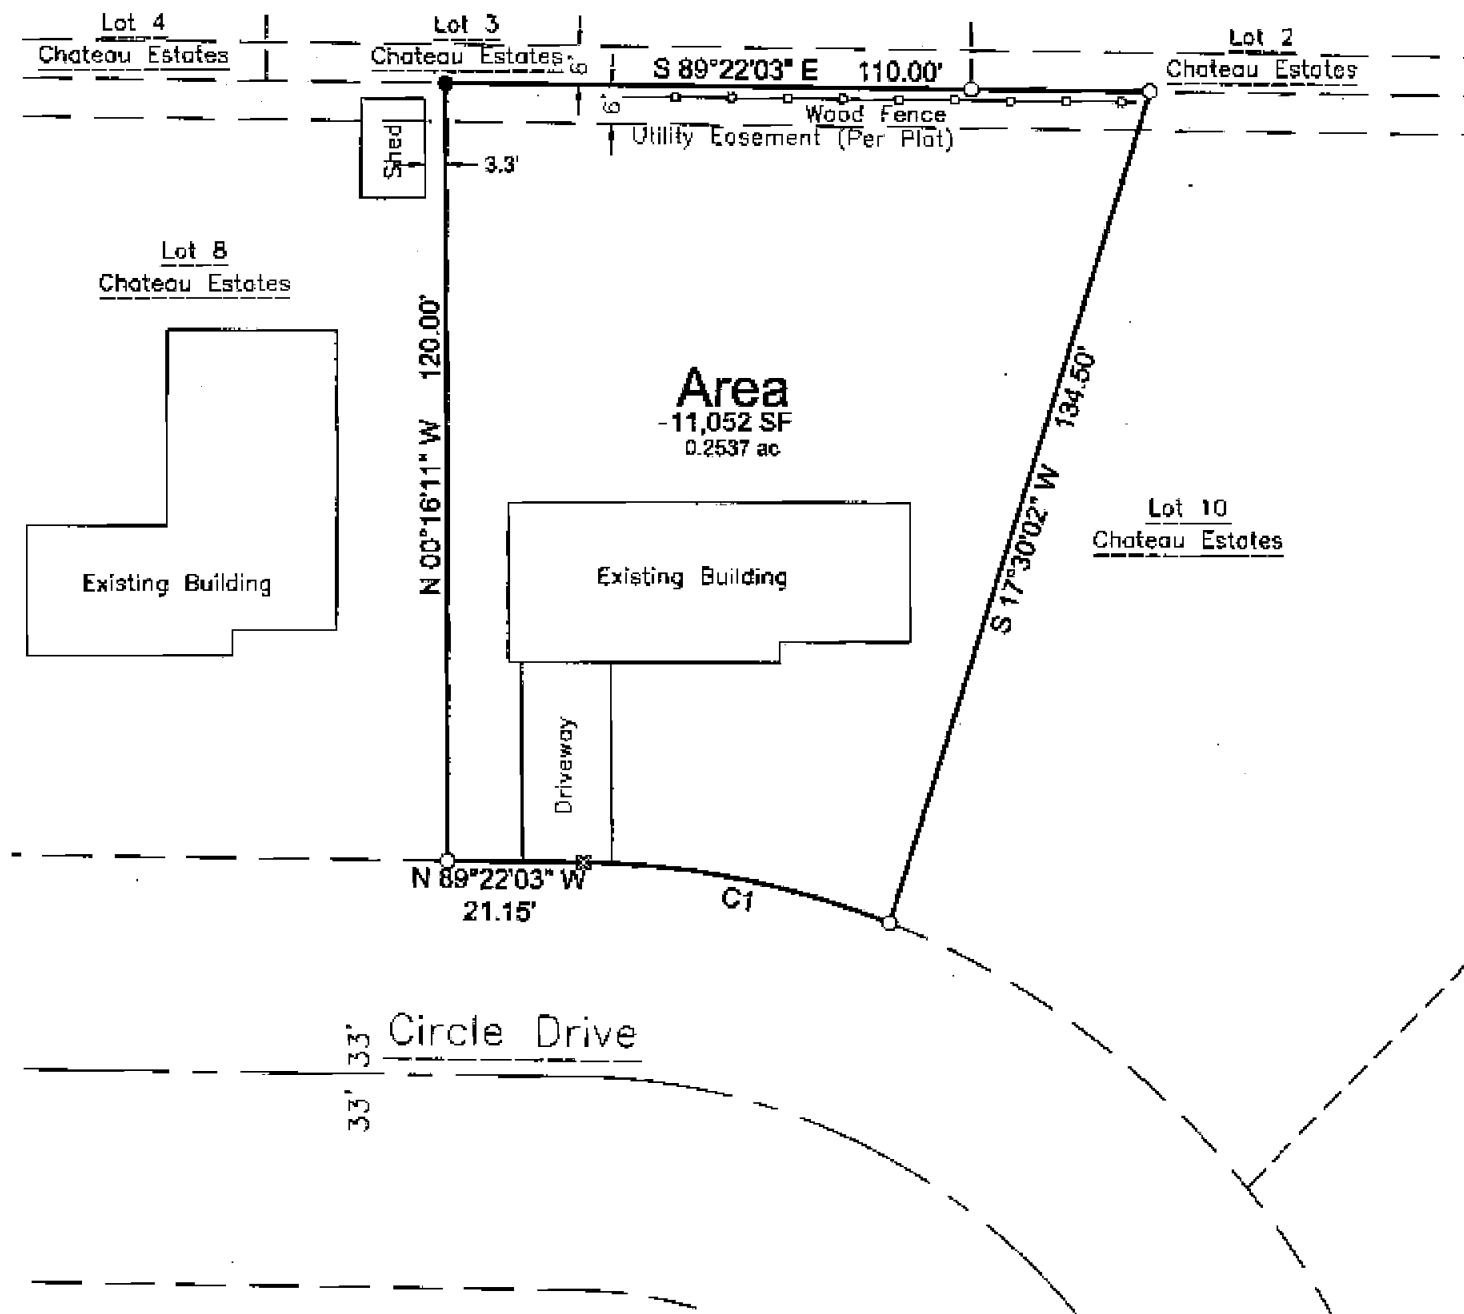 Lot 4
Chateau Estates
Lot 3
Chateau Estates
6'
S 89°22'03" E 110.00'
Lot 2
Chateau Estates
6'
Wood Fence
Utility Easement (Per Plat)
Shed
3.3'
Lot 8
Chateau Estates
N 00°16'11" W 120.00'
Area
-11,052 SF
0.2537 ac
S 17°30'02" W 134.50'
Lot 10
Chateau Estates
Existing Building
Existing Building
Driveway
N 89°22'03" W
21.15'
C1
Circle Drive
33'
33'